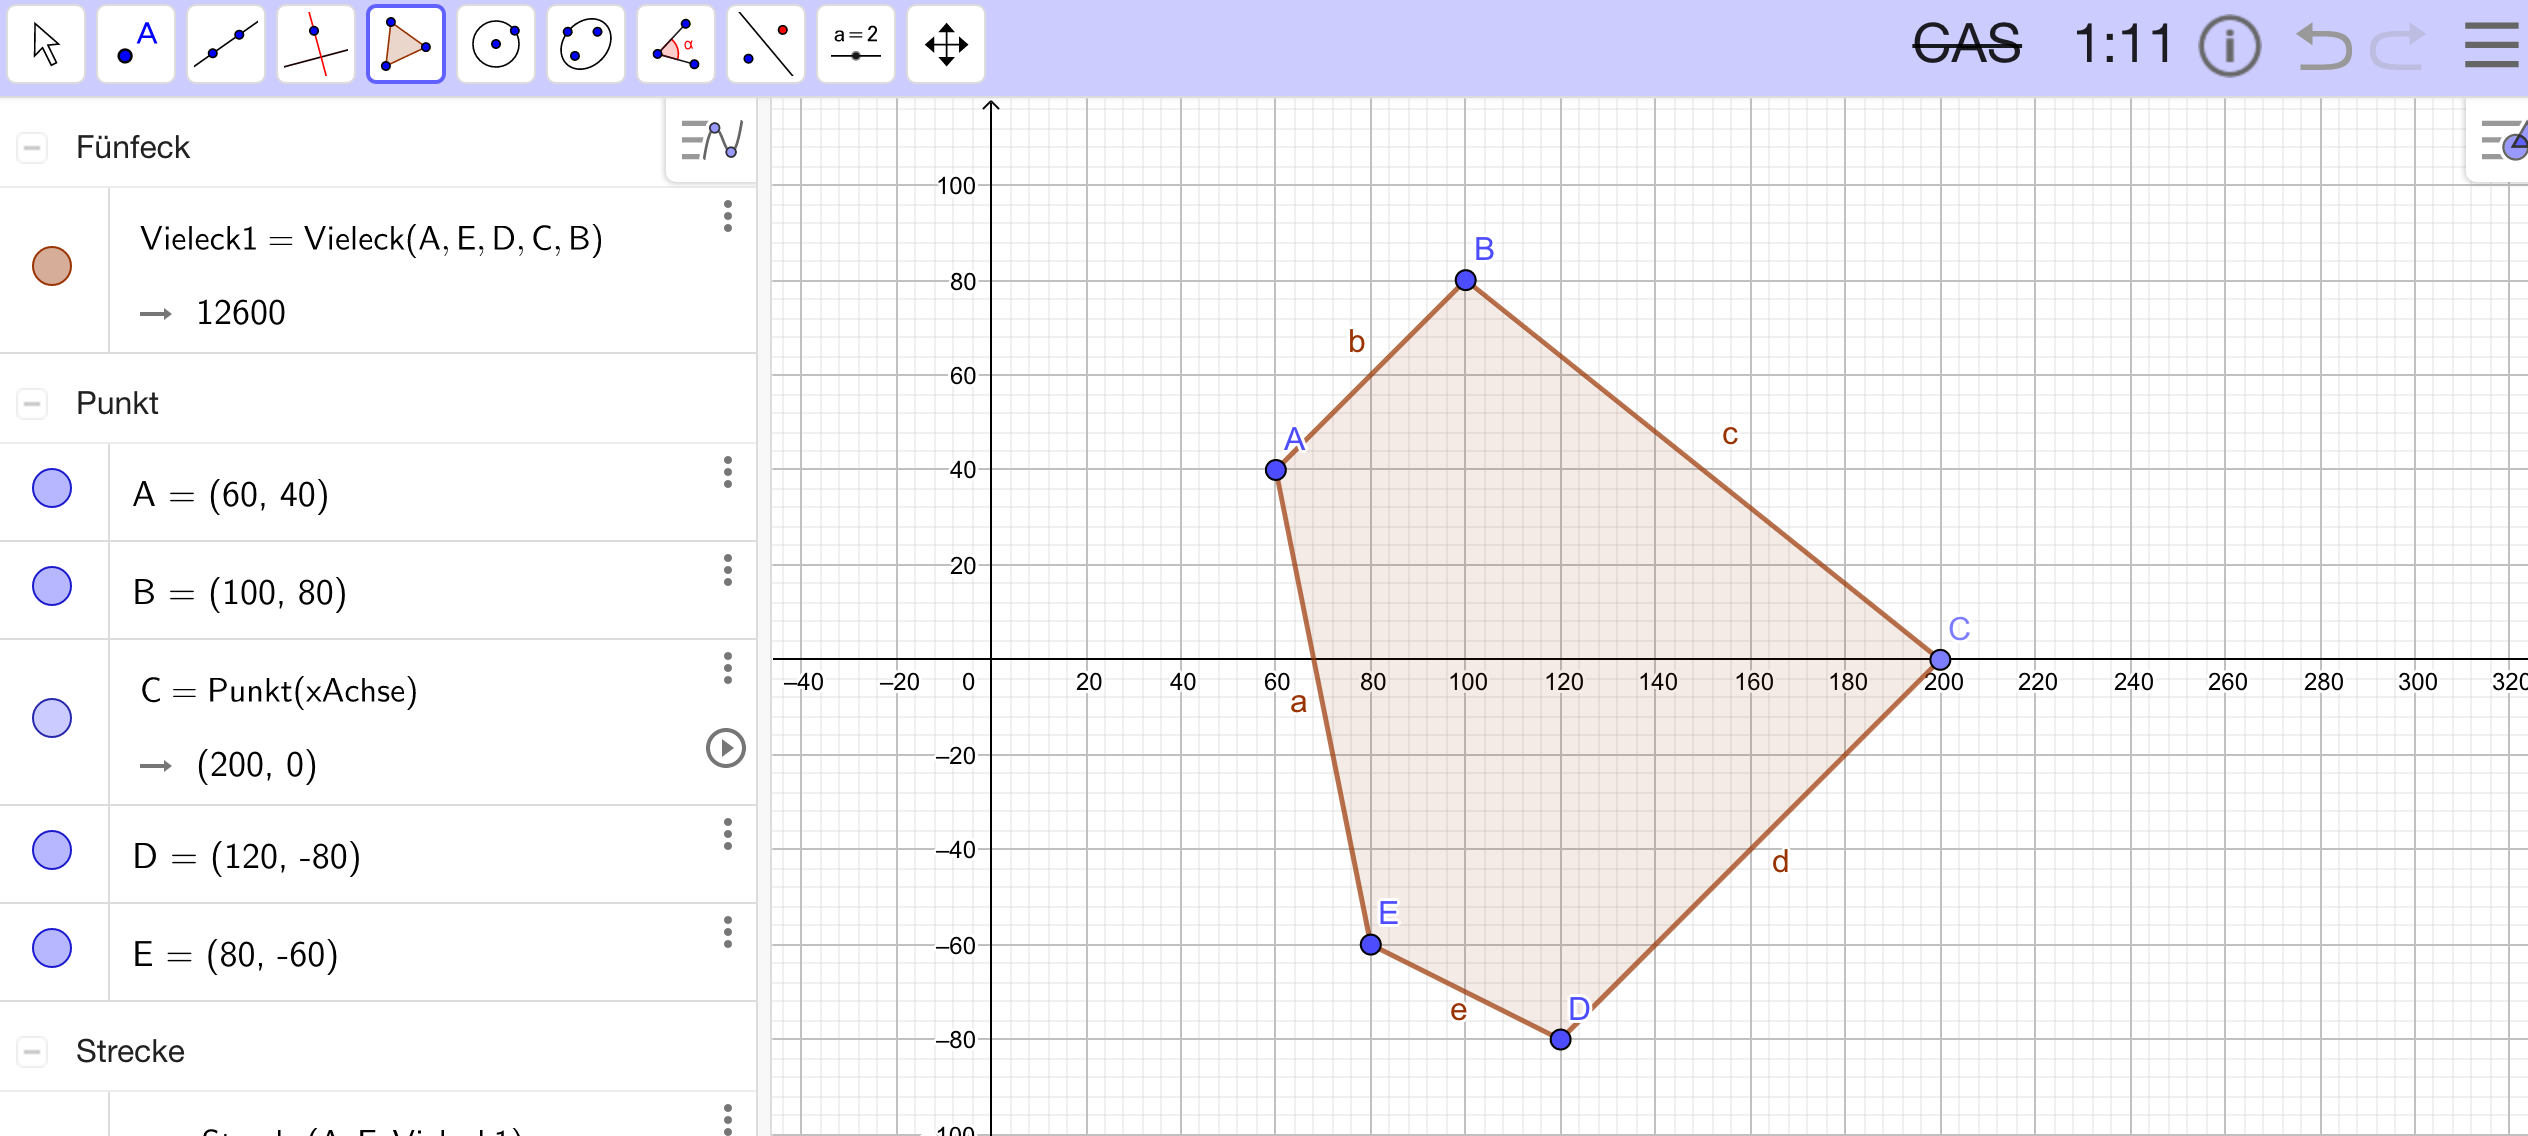 A
α
a = 2
CAS 1:11
Fünfeck
Vieleck1 = Vieleck(A, E, D, C, B)
→ 12600
Punkt
A = (60, 40)
B = (100, 80)
C = Punkt(xAchse)
→ (200, 0)
D = (120, -80)
E = (80, -60)
Strecke
100
80
60
40
20
–20
–40
–60
–80
–40 –20 0 20 40 60 80 100 120 140 160 180 200 220 240 260 280 300
B
b
A
c
C
a
d
E
e
D